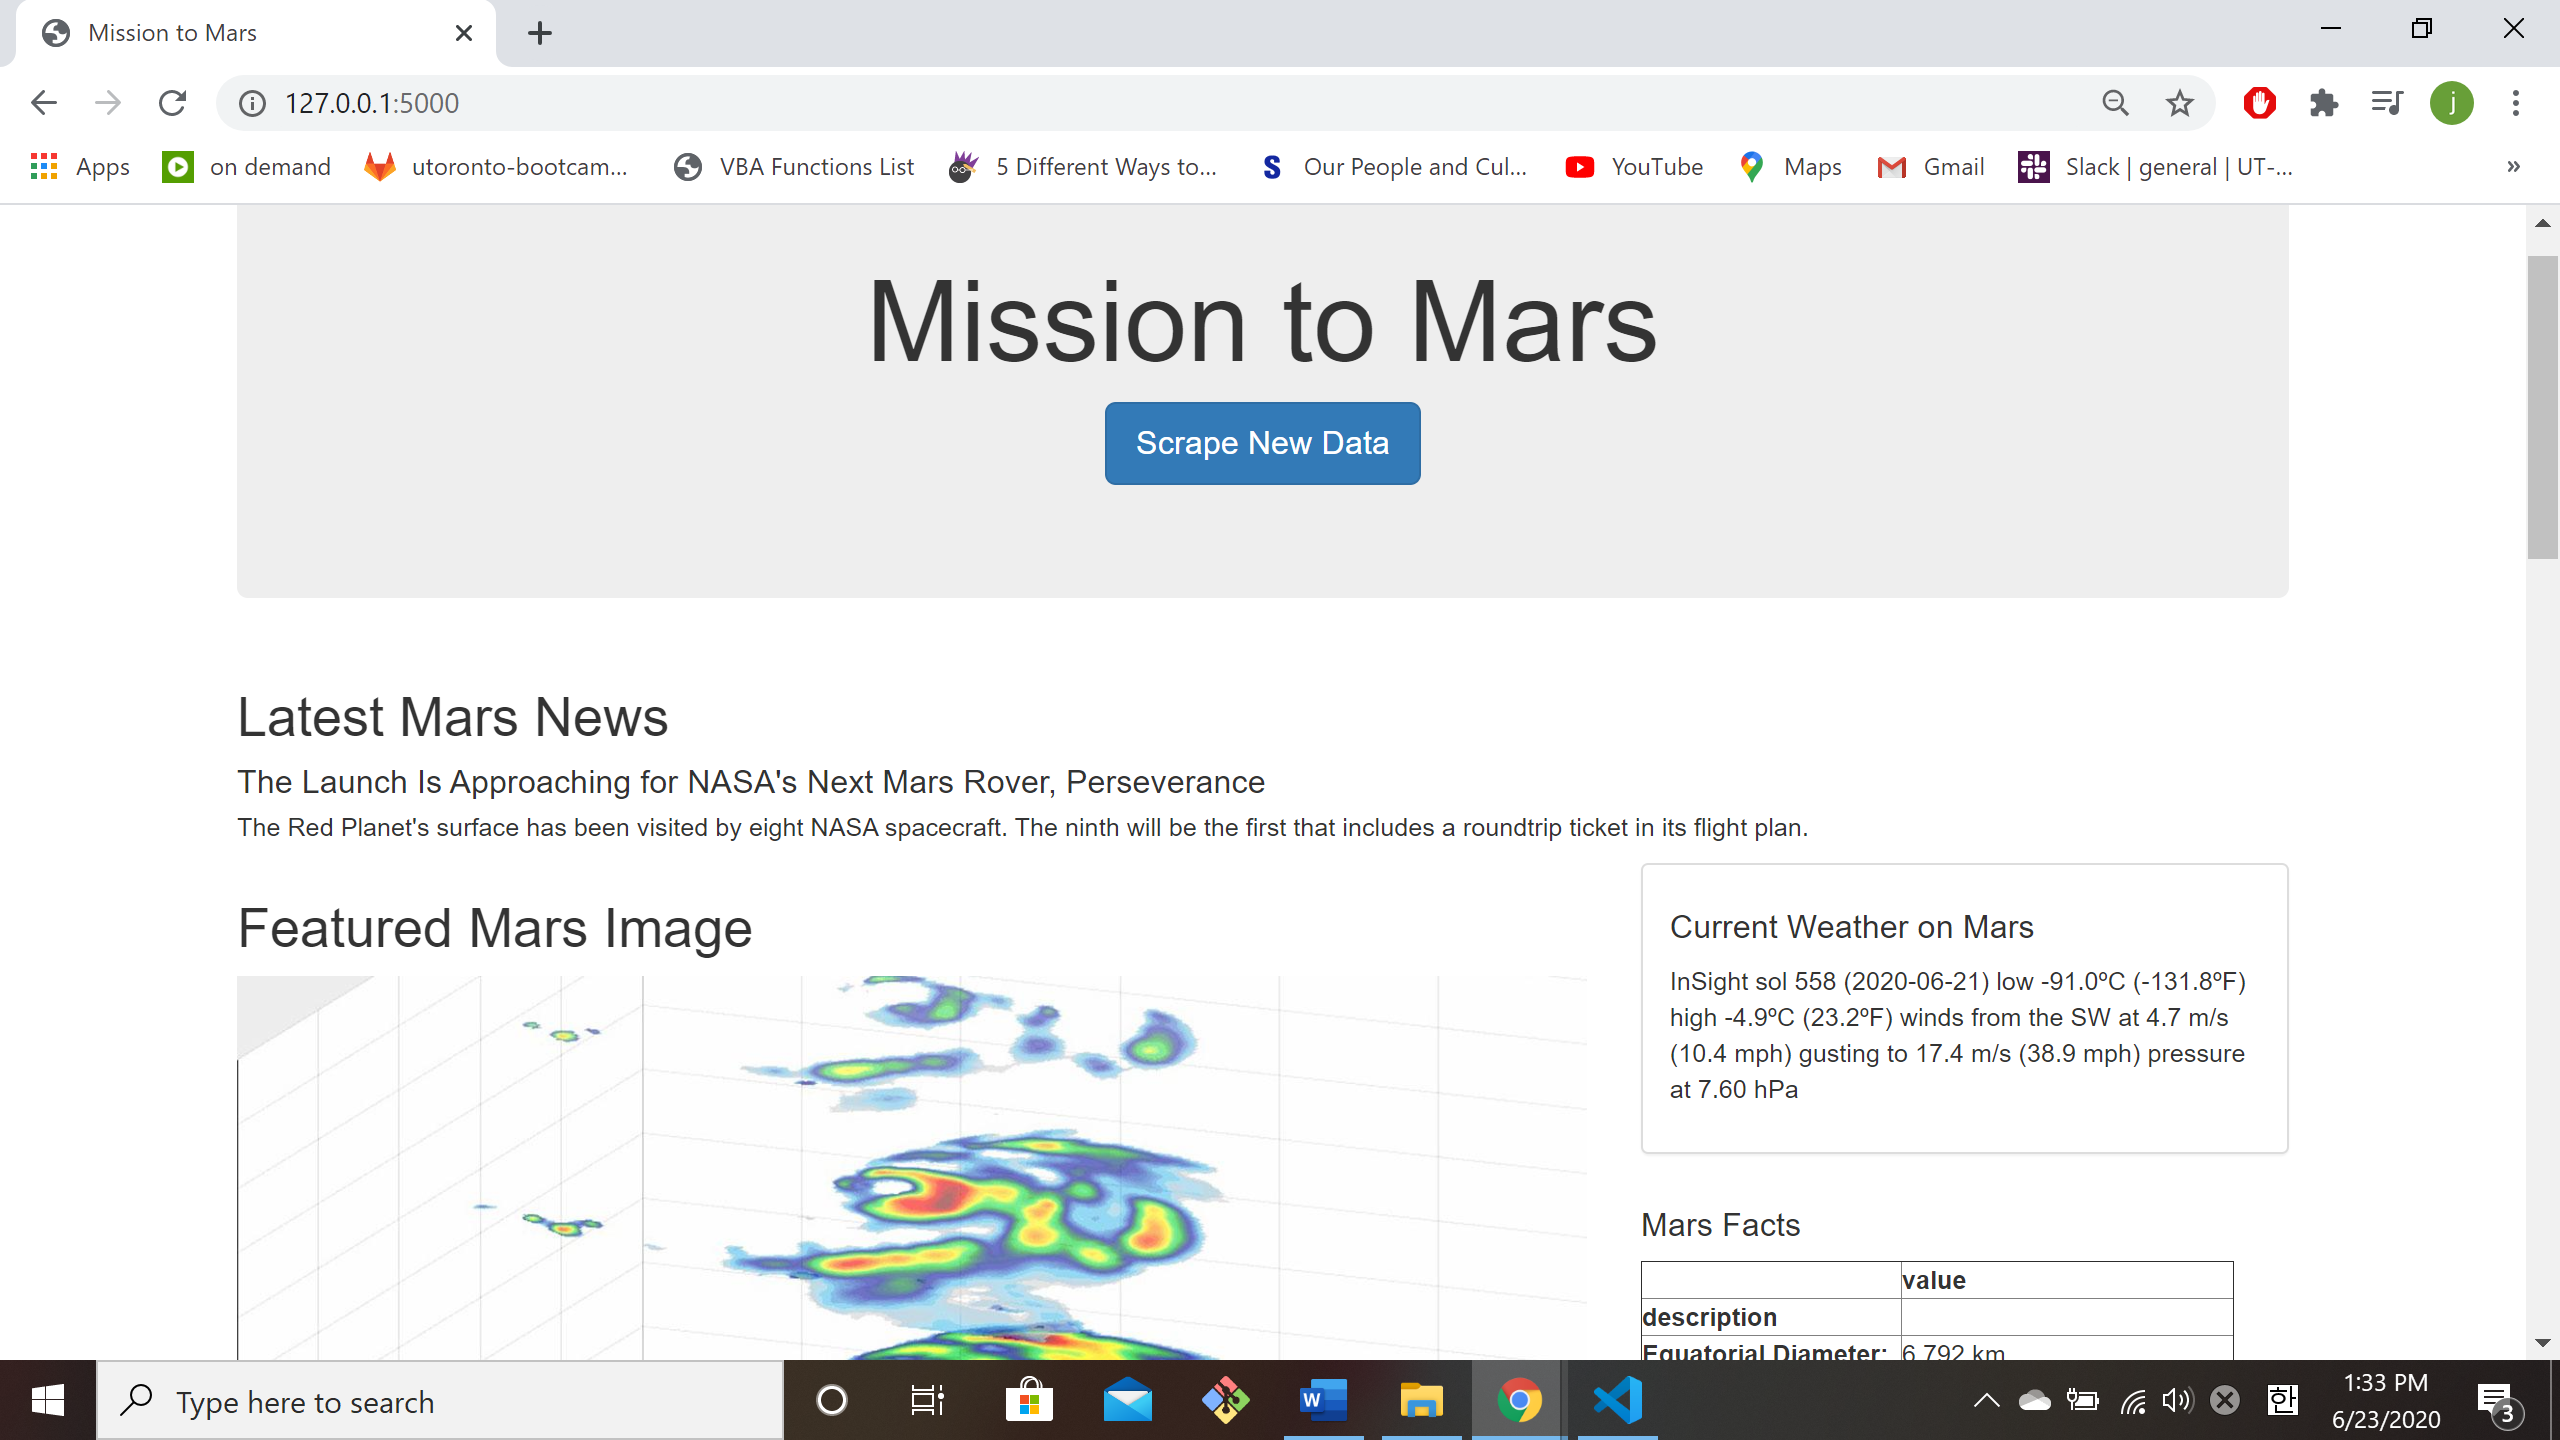 Mission to Mars
127.0.0.1:5000
Apps
on demand
utoronto-bootcam...
VBA Functions List
5 Different Ways to...
S
Our People and Cul...
YouTube
Maps
Gmail
Slack | general | UT-...
»
j
Mission to Mars
Scrape New Data
Latest Mars News
The Launch Is Approaching for NASA's Next Mars Rover, Perseverance
The Red Planet's surface has been visited by eight NASA spacecraft. The ninth will be the first that includes a roundtrip ticket in its flight plan.
Featured Mars Image
Current Weather on Mars
InSight sol 558 (2020-06-21) low -91.0ºC (-131.8ºF)
high -4.9ºC (23.2ºF) winds from the SW at 4.7 m/s
(10.4 mph) gusting to 17.4 m/s (38.9 mph) pressure
at 7.60 hPa
Mars Facts
value
description
Equatorial Diameter: 6,792 km
Type here to search
W
한
1:33 PM
6/23/2020
3